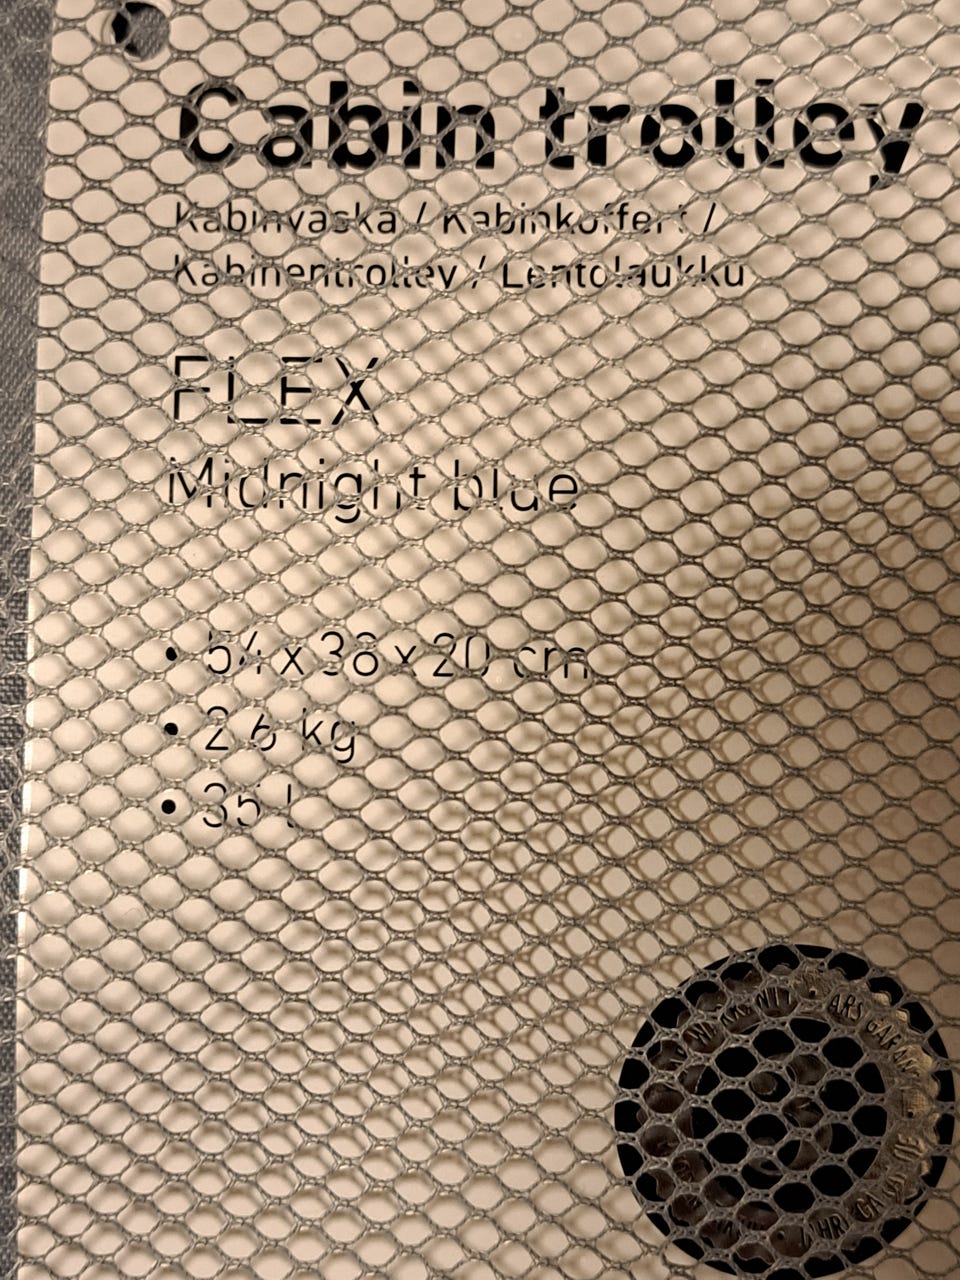 Cabin trolley
Kabinväska / Kabinkoffert /
Kabinentrolley / Lentolaukku
FLEX
Midnight blue
• 54 x 38 x 20 cm
• 2,6 kg
• 35 l